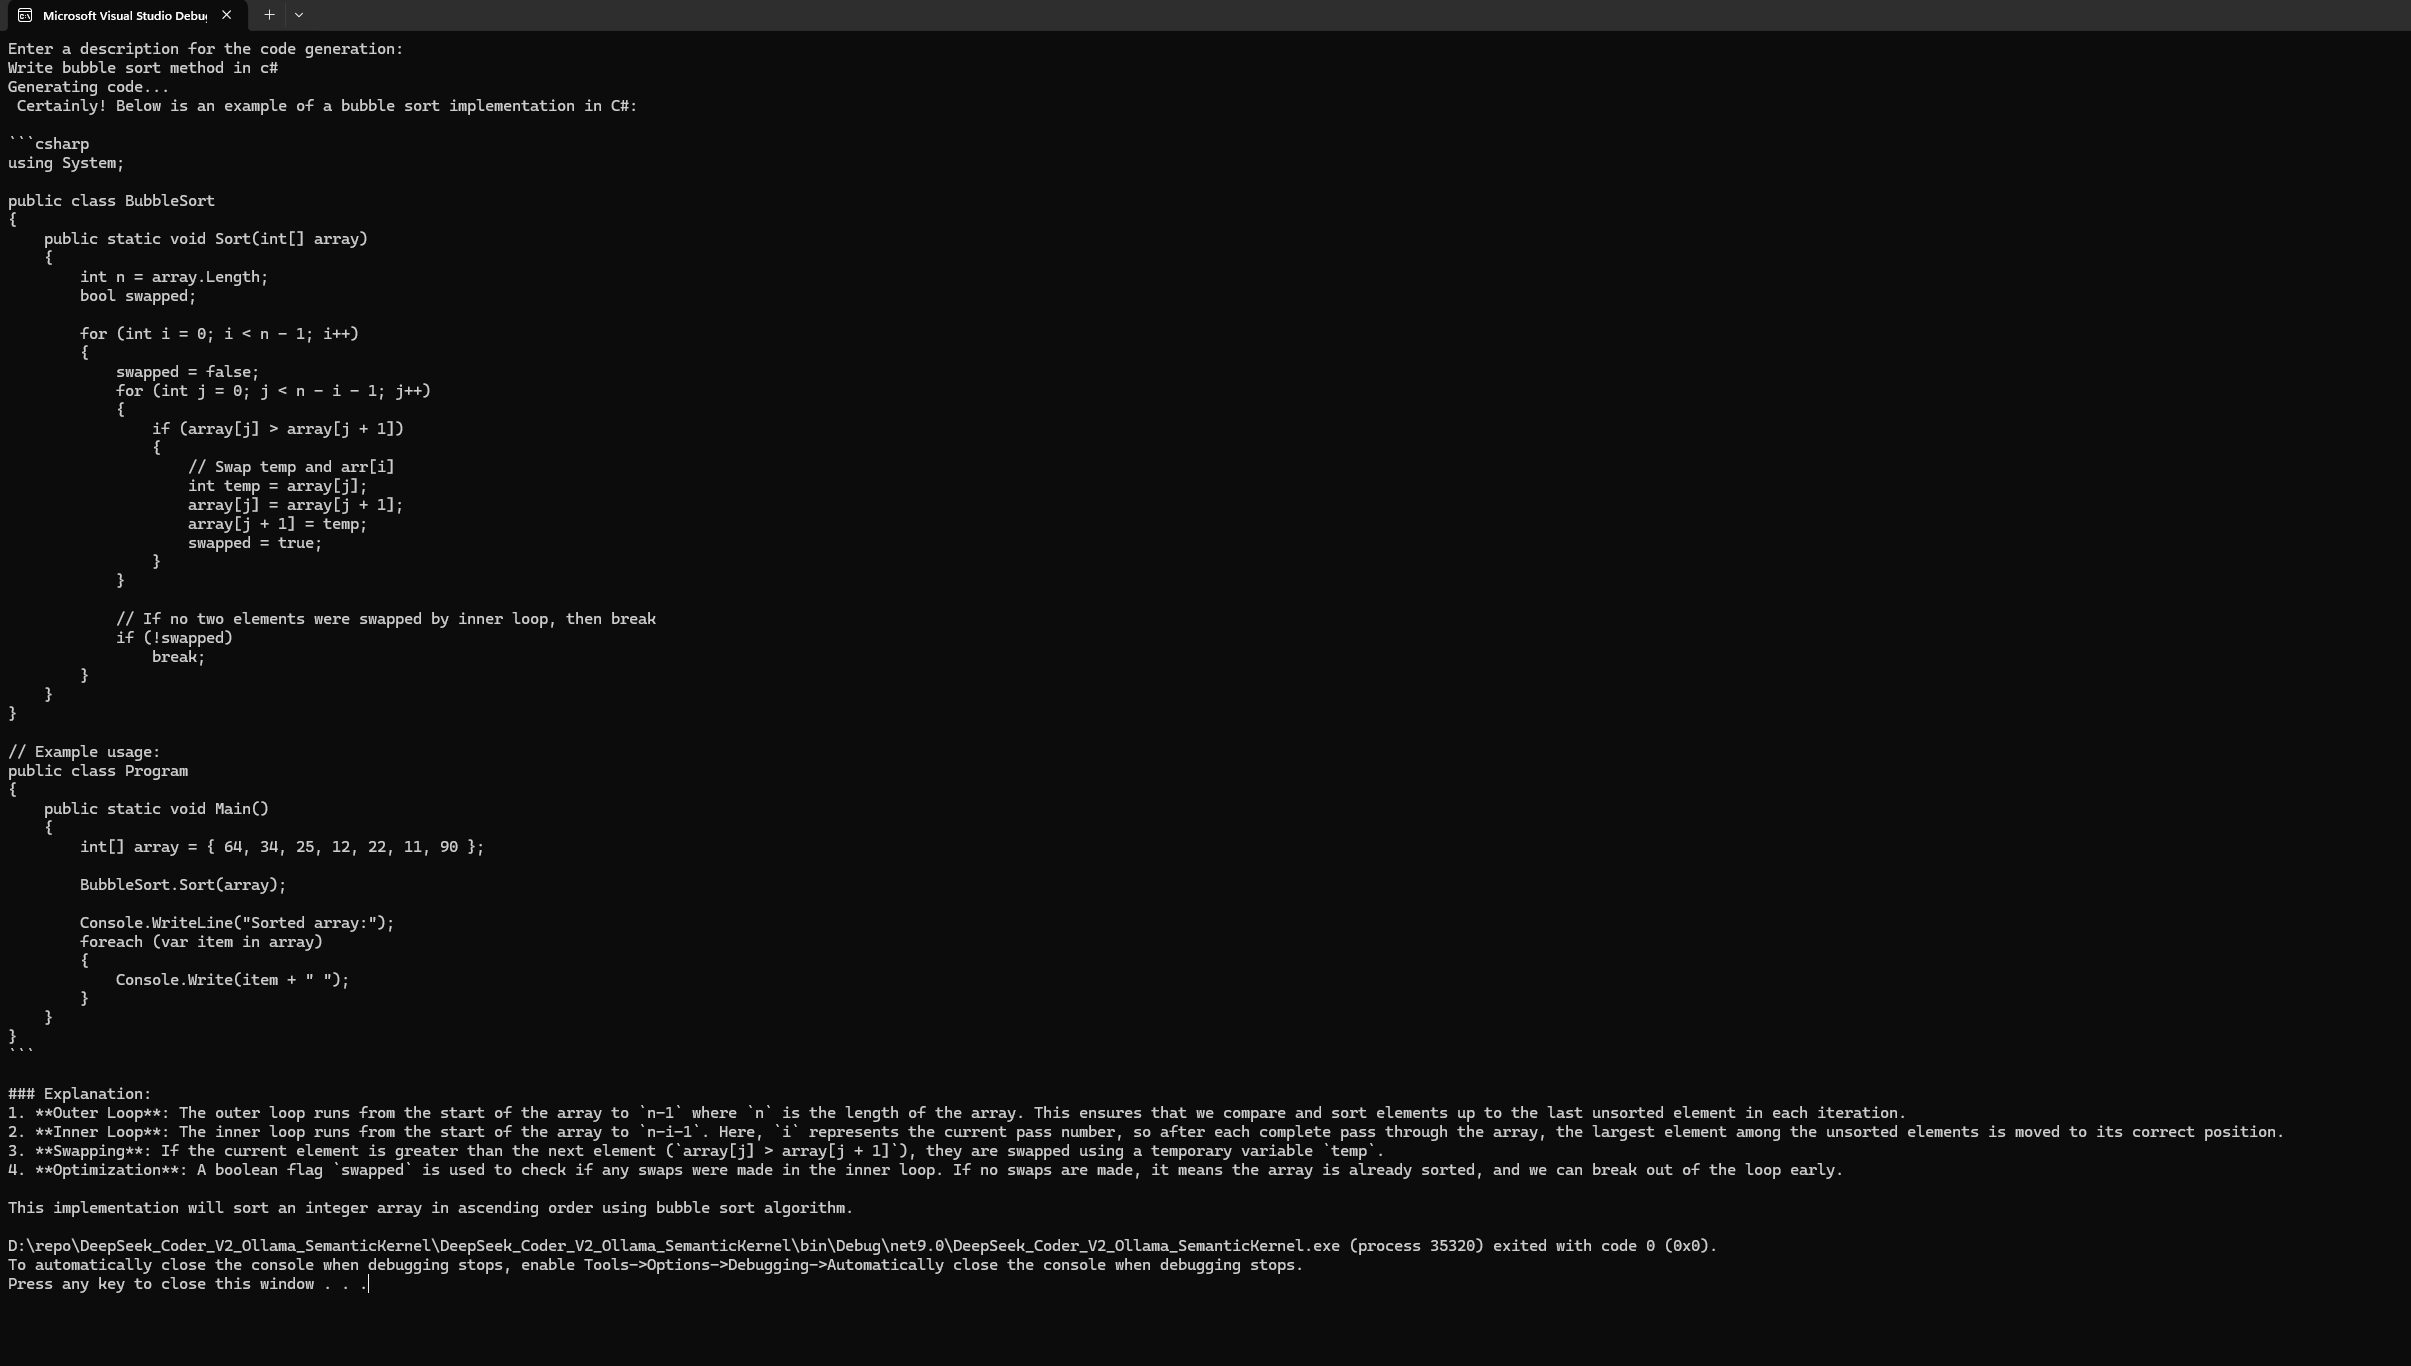 Microsoft Visual Studio Debug
Enter a description for the code generation:
Write bubble sort method in c#
Generating code...
 Certainly! Below is an example of a bubble sort implementation in C#:

```csharp
using System;

public class BubbleSort
{
    public static void Sort(int[] array)
    {
        int n = array.Length;
        bool swapped;

        for (int i = 0; i < n - 1; i++)
        {
            swapped = false;
            for (int j = 0; j < n - i - 1; j++)
            {
                if (array[j] > array[j + 1])
                {
                    // Swap temp and arr[i]
                    int temp = array[j];
                    array[j] = array[j + 1];
                    array[j + 1] = temp;
                    swapped = true;
                }
            }

            // If no two elements were swapped by inner loop, then break
            if (!swapped)
                break;
        }
    }
}

// Example usage:
public class Program
{
    public static void Main()
    {
        int[] array = { 64, 34, 25, 12, 22, 11, 90 };

        BubbleSort.Sort(array);

        Console.WriteLine("Sorted array:");
        foreach (var item in array)
        {
            Console.Write(item + " ");
        }
    }
}
```

### Explanation:
1. **Outer Loop**: The outer loop runs from the start of the array to `n-1` where `n` is the length of the array. This ensures that we compare and sort elements up to the last unsorted element in each iteration.
2. **Inner Loop**: The inner loop runs from the start of the array to `n-i-1`. Here, `i` represents the current pass number, so after each complete pass through the array, the largest element among the unsorted elements is moved to its correct position.
3. **Swapping**: If the current element is greater than the next element (`array[j] > array[j + 1]`), they are swapped using a temporary variable `temp`.
4. **Optimization**: A boolean flag `swapped` is used to check if any swaps were made in the inner loop. If no swaps are made, it means the array is already sorted, and we can break out of the loop early.

This implementation will sort an integer array in ascending order using bubble sort algorithm.

D:\repo\DeepSeek_Coder_V2_Ollama_SemanticKernel\DeepSeek_Coder_V2_Ollama_SemanticKernel\bin\Debug\net9.0\DeepSeek_Coder_V2_Ollama_SemanticKernel.exe (process 35320) exited with code 0 (0x0).
To automatically close the console when debugging stops, enable Tools->Options->Debugging->Automatically close the console when debugging stops.
Press any key to close this window . . .